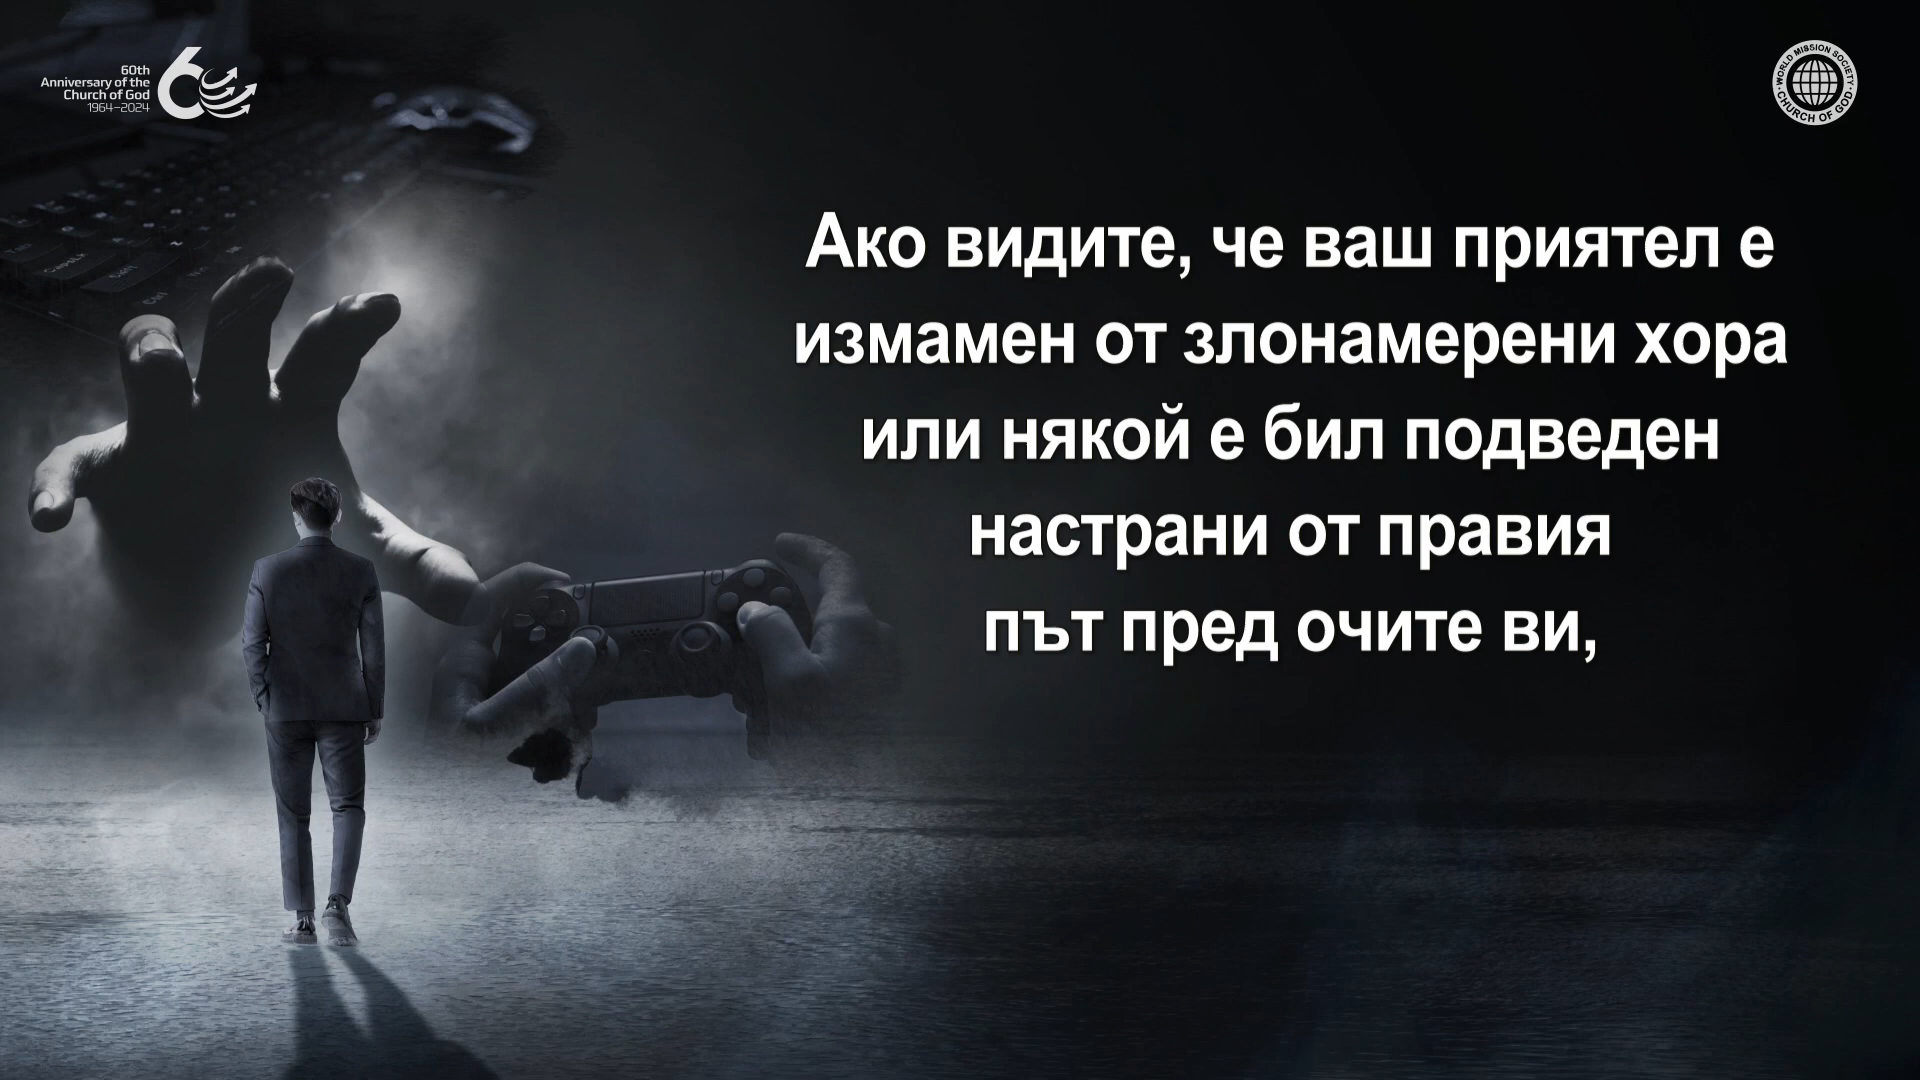 60th
Anniversary of the
Church of God
1964–2024
WORLD MISSION SOCIETY
CHURCH OF GOD
Ако видите, че ваш приятел е
измамен от злонамерени хора
или някой е бил подведен
настрани от правия
път пред очите ви,